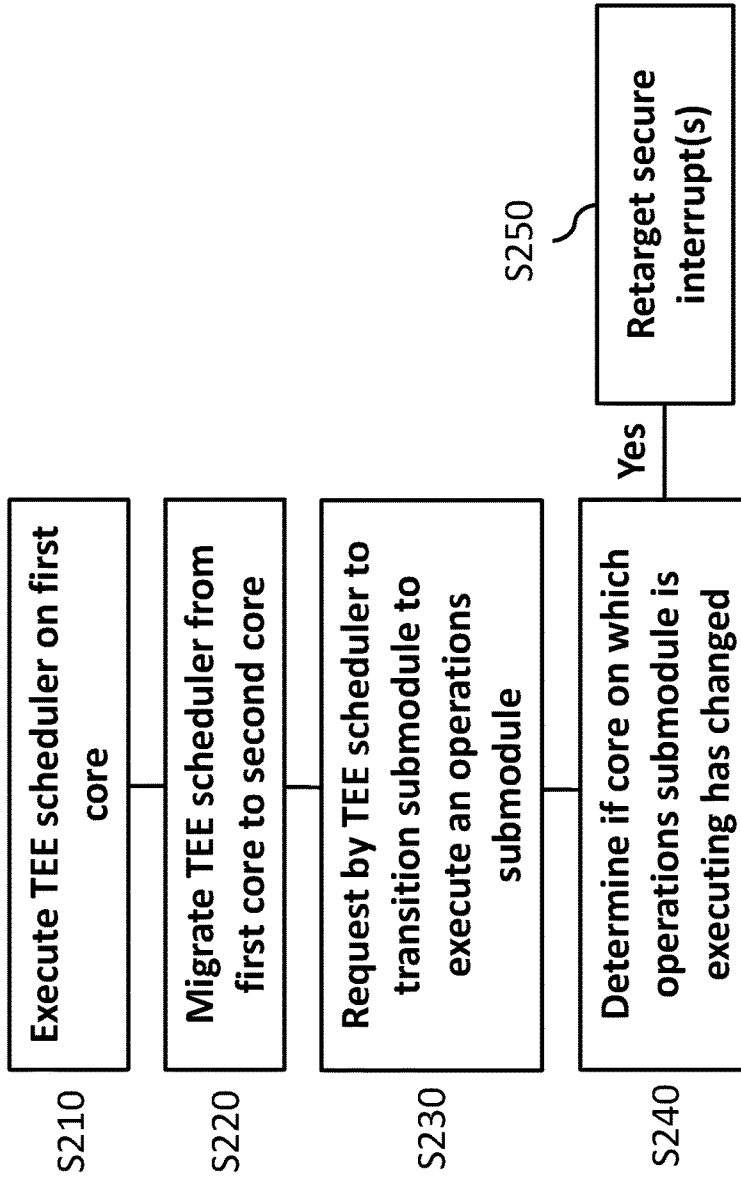 S210
Execute TEE scheduler on first
core
S220
Migrate TEE scheduler from
first core to second core
S230
Request by TEE scheduler to
transition submodule to
execute an operations
submodule
S240
Determine if core on which
operations submodule is
executing has changed
Yes
S250
Retarget secure
interrupt(s)